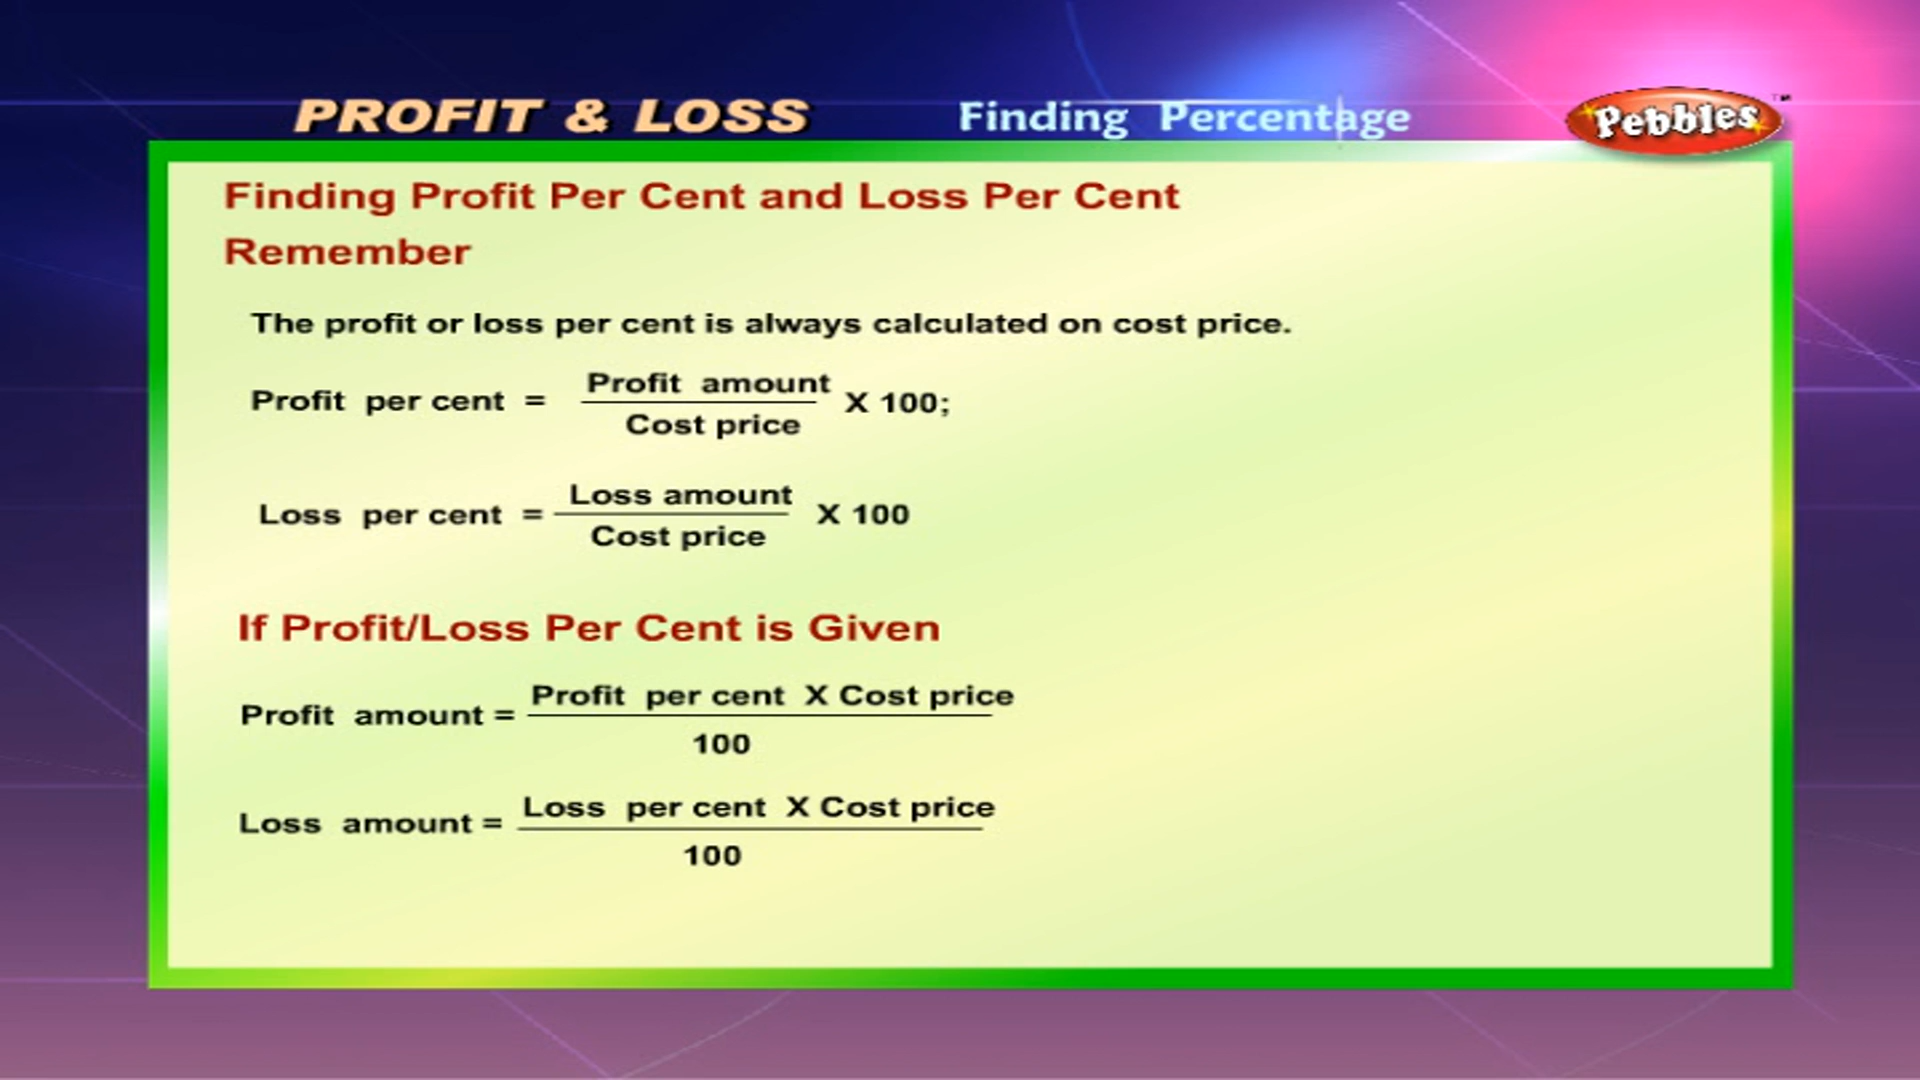 PROFIT & LOSS Finding Percentage Pebbles™
Finding Profit Per Cent and Loss Per Cent
Remember
The profit or loss per cent is always calculated on cost price.
Profit per cent = Profit amount
Cost price
X 100;
Loss per cent = Loss amount
Cost price
X 100
If Profit/Loss Per Cent is Given
Profit amount = Profit per cent X Cost price
100
Loss amount = Loss per cent X Cost price
100